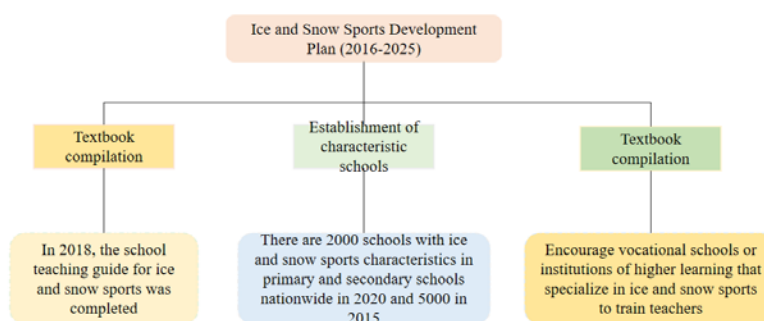 Ice and Snow Sports Development
Plan (2016-2025)
Textbook
compilation
Establishment of
characteristic
schools
Textbook
compilation
In 2018, the school
teaching guide for ice
and snow sports was
completed
There are 2000 schools with ice
and snow sports characteristics in
primary and secondary schools
nationwide in 2020 and 5000 in
2015
Encourage vocational schools or
institutions of higher learning that
specialize in ice and snow sports
to train teachers